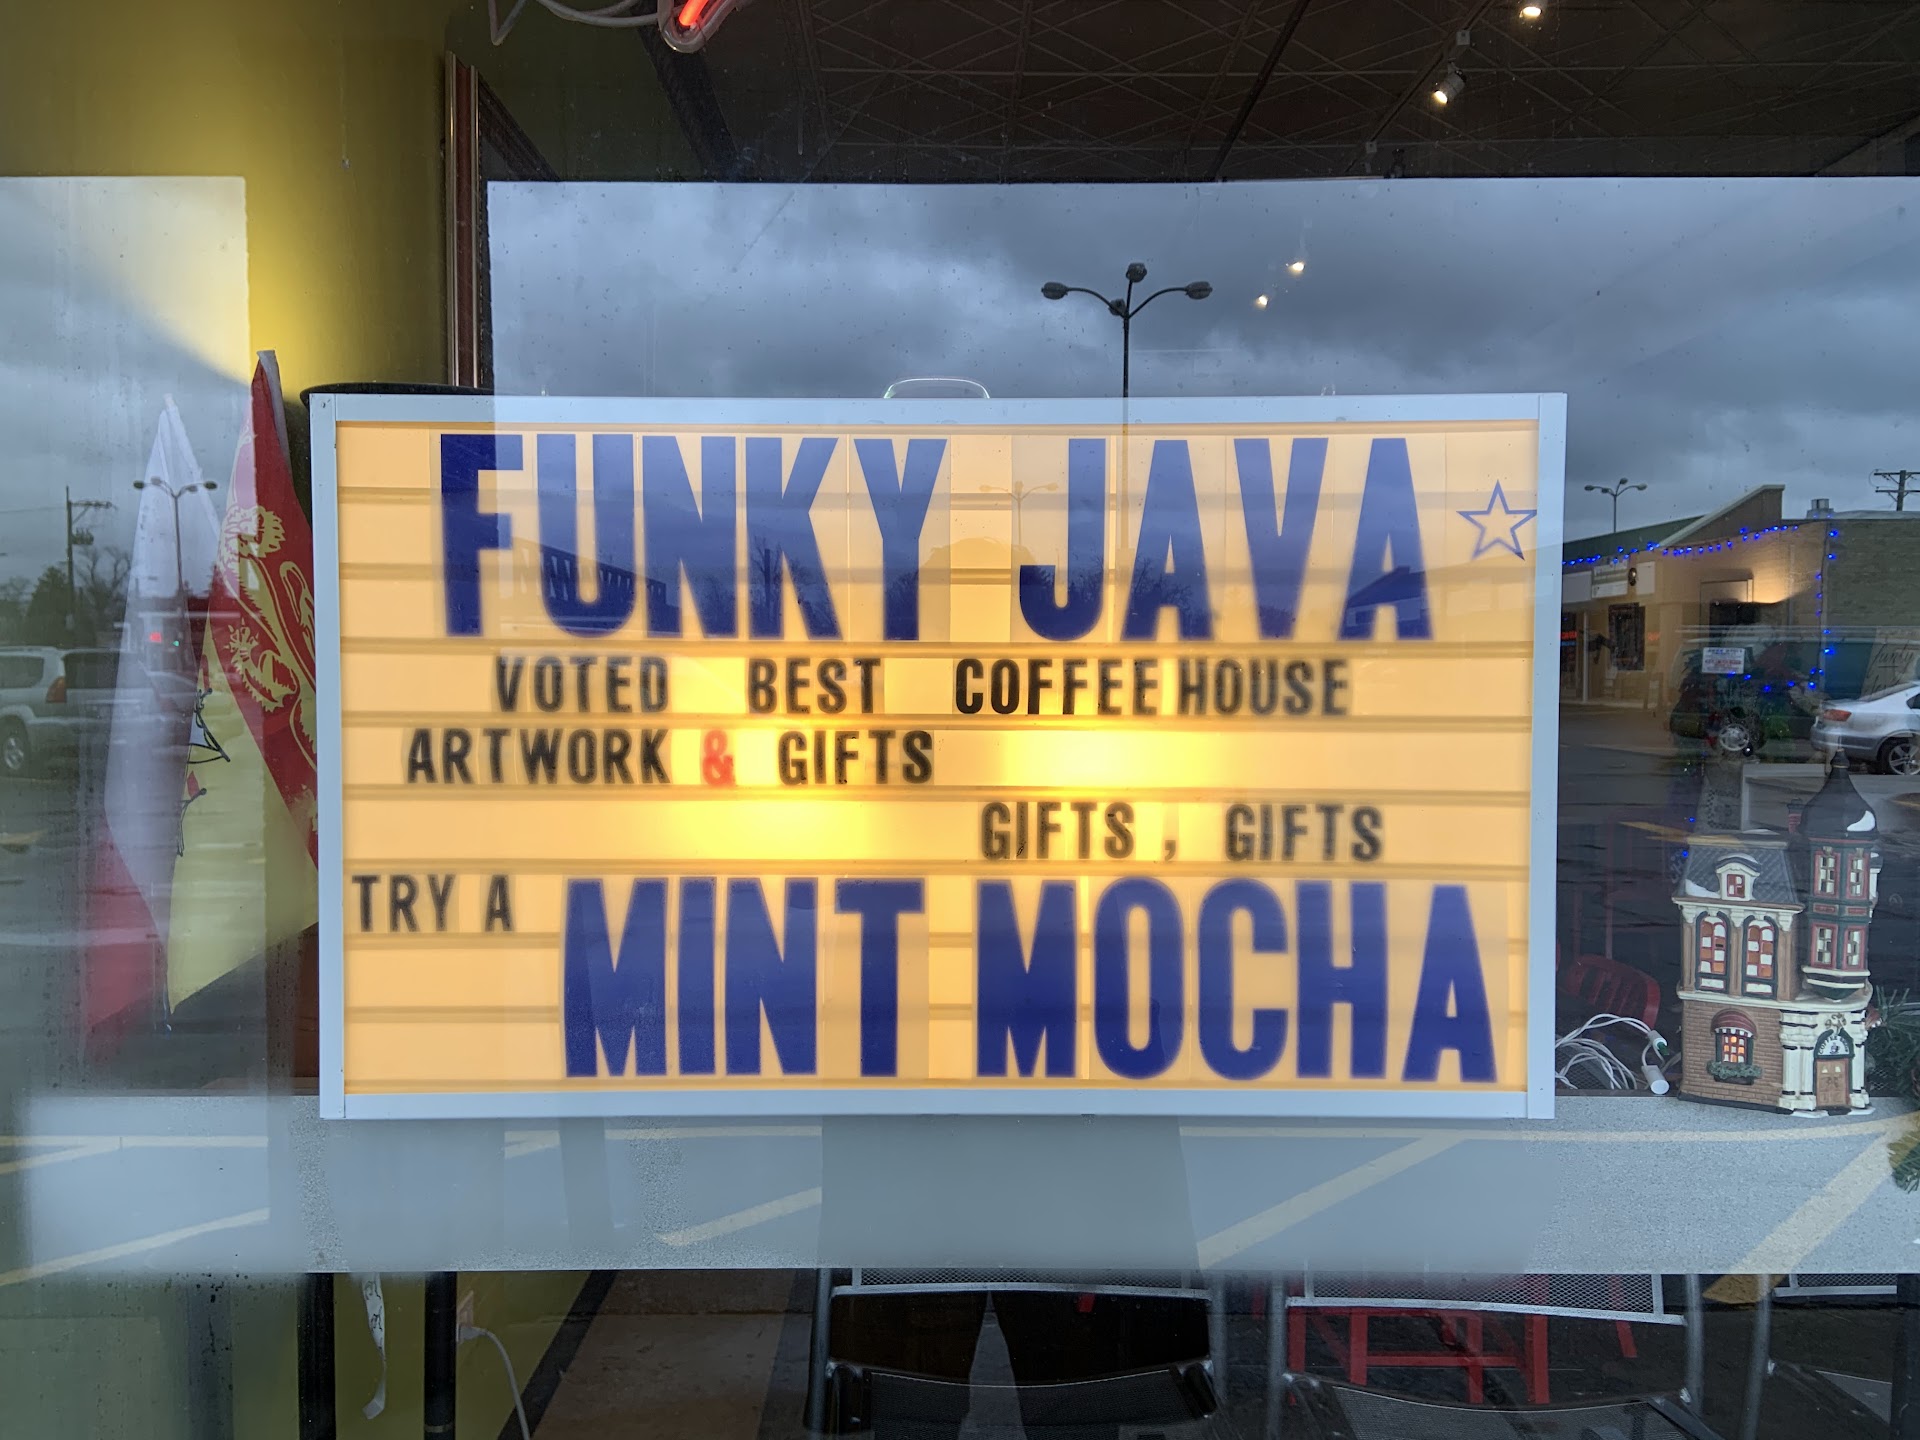 FUNKY JAVA
VOTED BEST COFFEEHOUSE
ARTWORK & GIFTS
GIFTS, GIFTS
TRY A MINT MOCHA